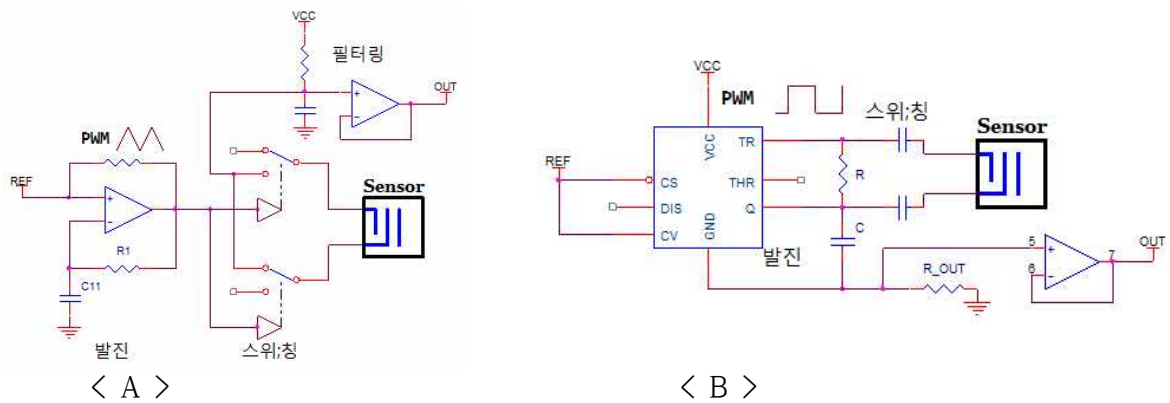 VCC
필터링
OUT
PWM
REF
R1
C11
Sensor
발진
스위;칭
< A >
VCC
PWM
스위;칭
Sensor
REF
VCC
TR
CS
THR
DIS
Q
CV
GND
R
C
발진
R_OUT
5
6
7
OUT
< B >